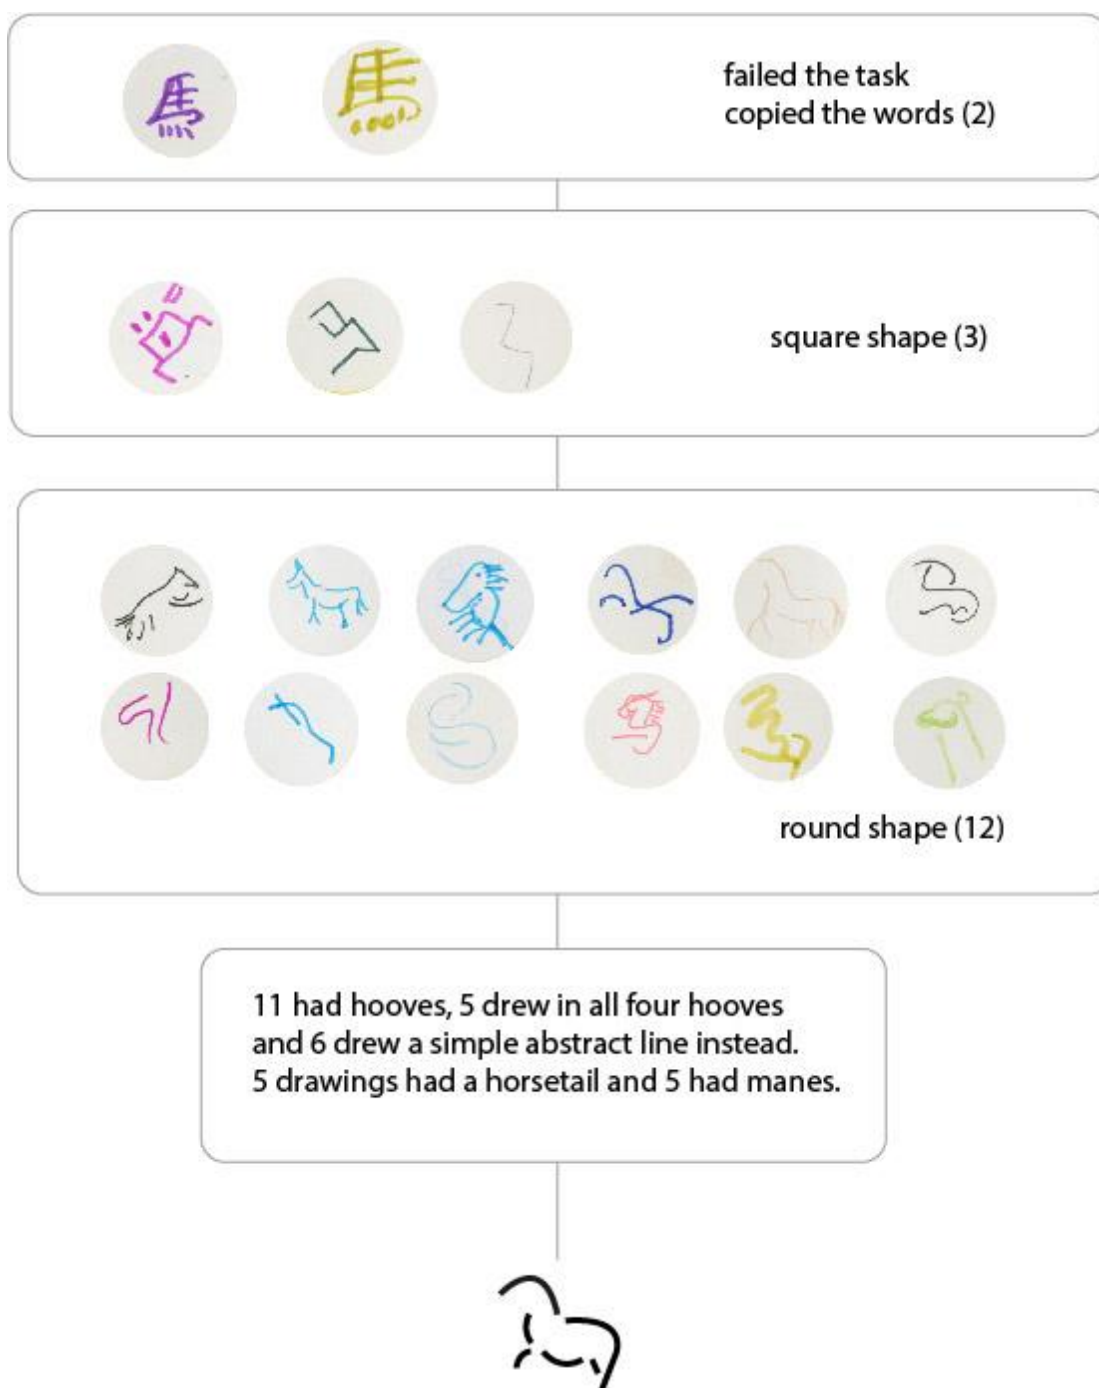 馬 馬
failed the task
copied the words (2)
square shape (3)
round shape (12)
11 had hooves, 5 drew in all four hooves
and 6 drew a simple abstract line instead.
5 drawings had a horsetail and 5 had manes.